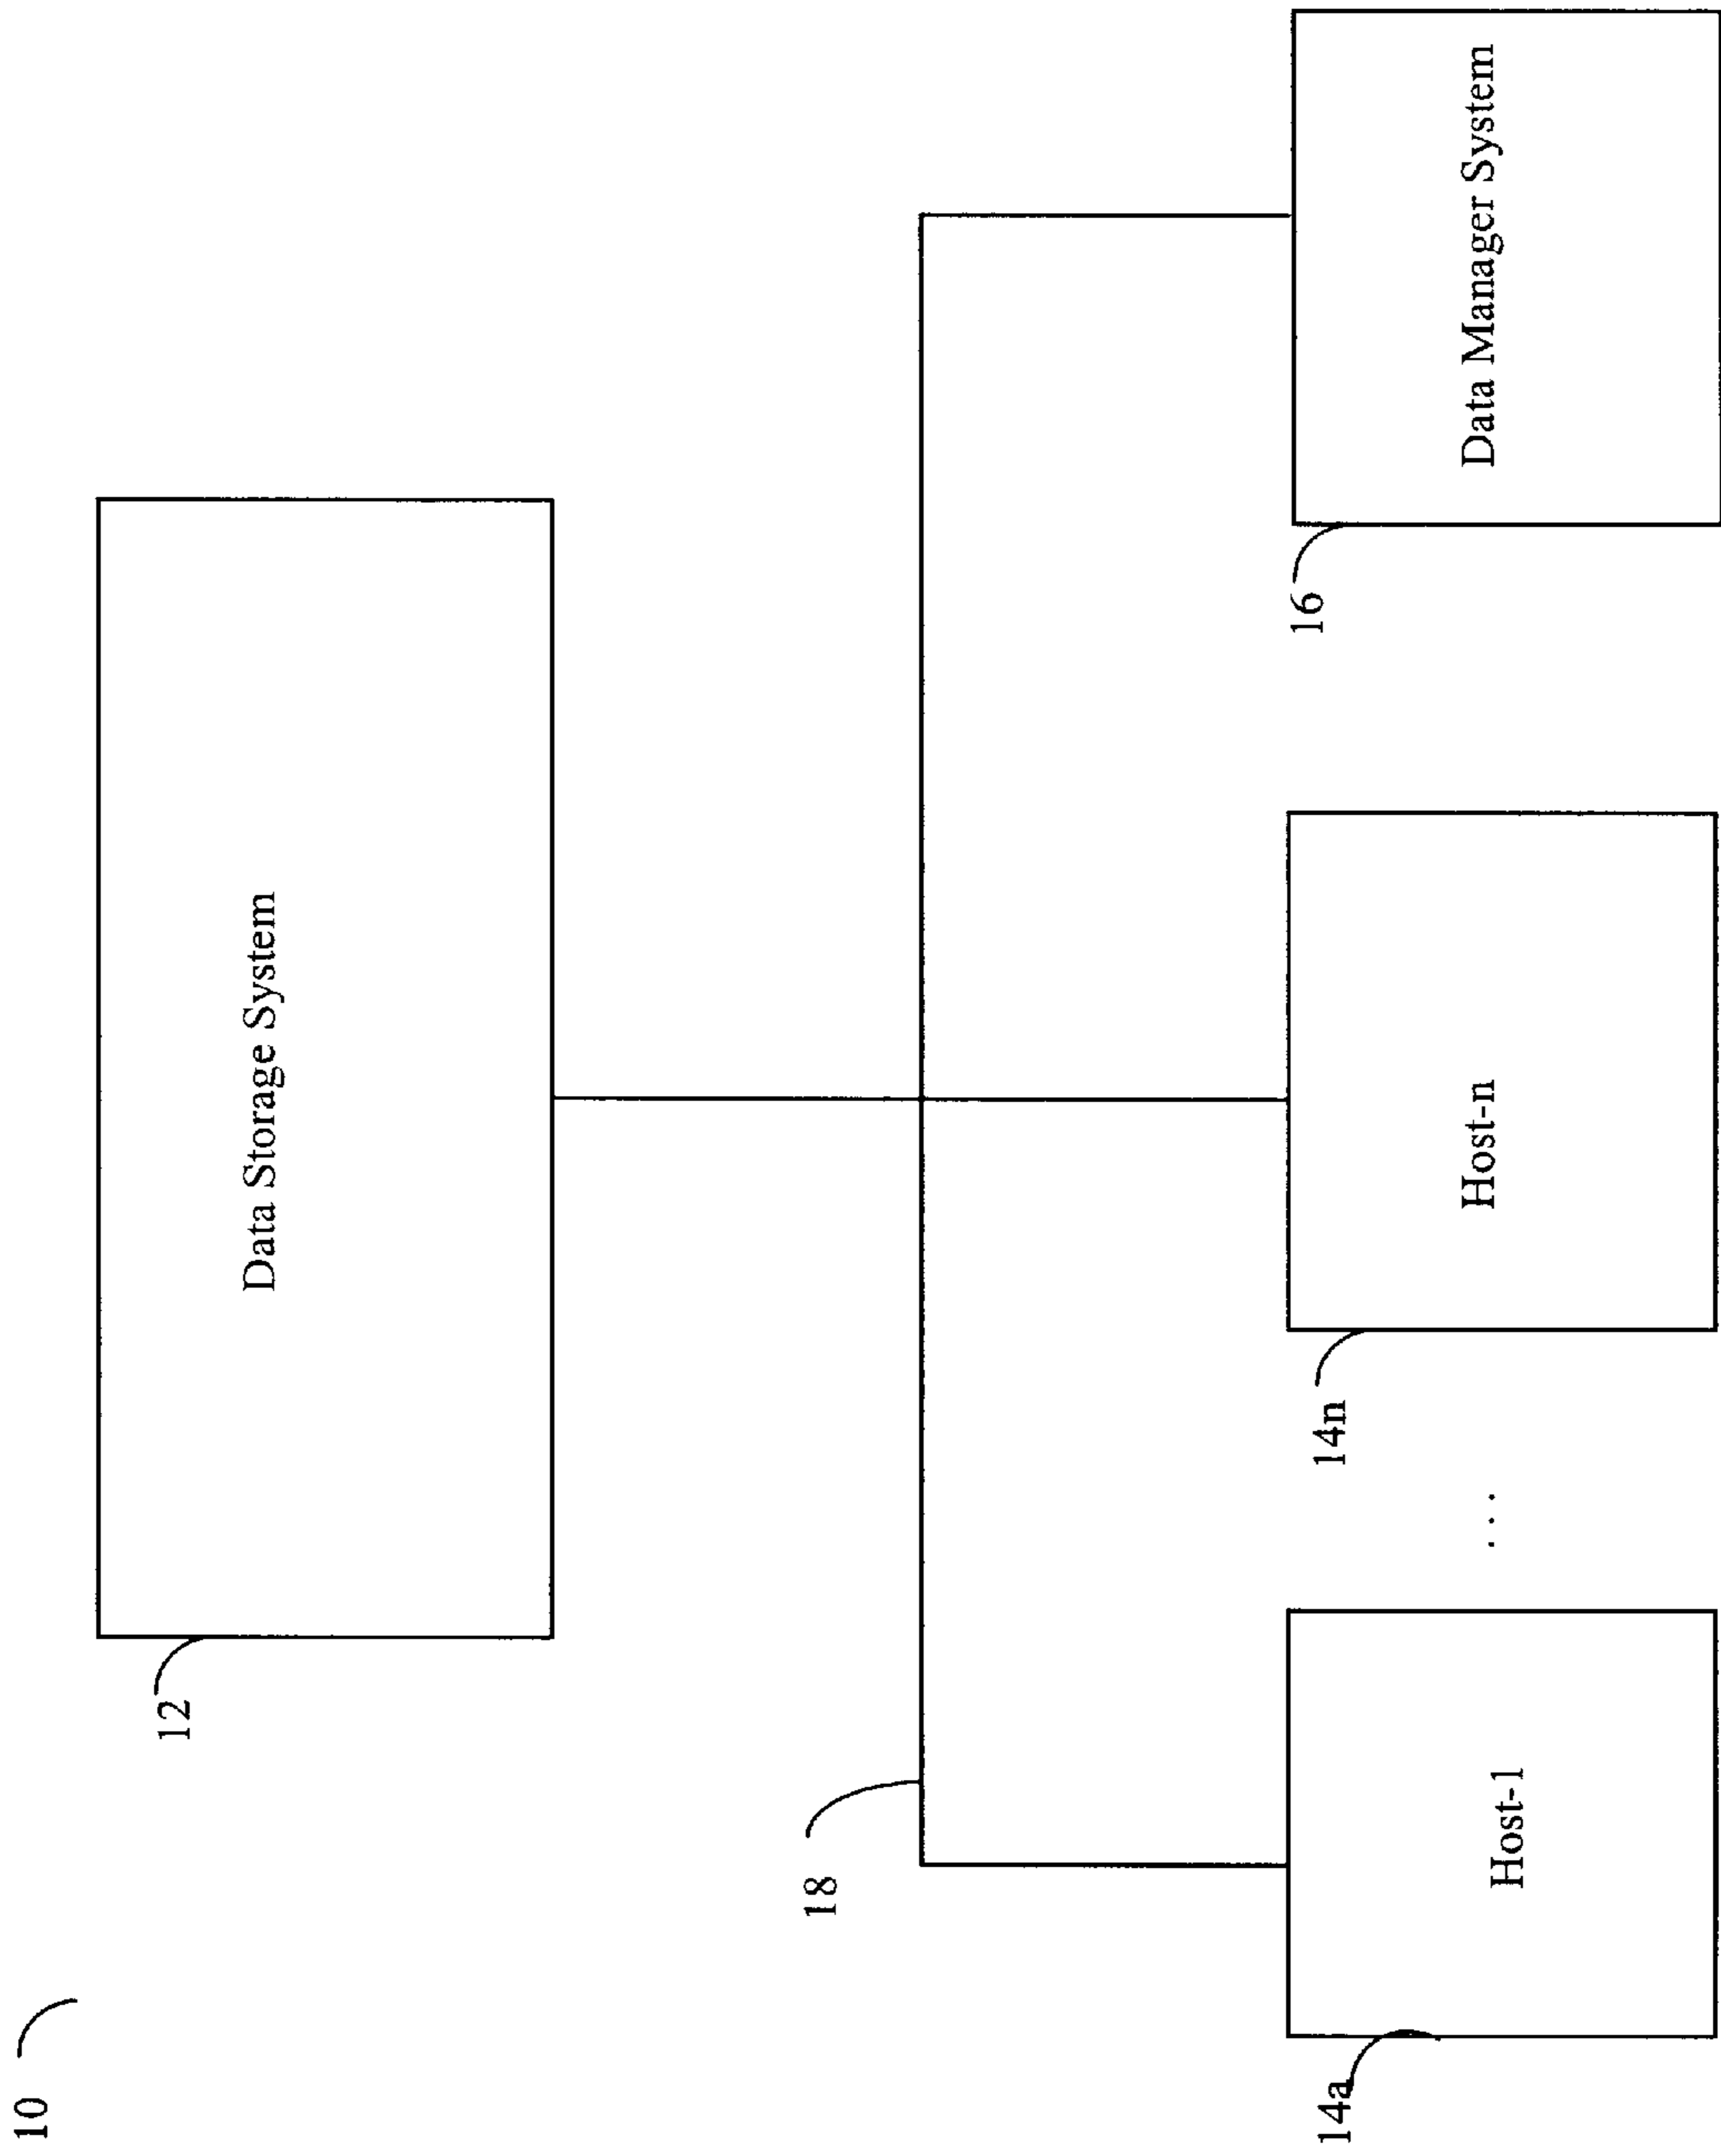 10
12
Data Storage System
18
14a
Host-1
. . .
14n
Host-n
16
Data Manager System